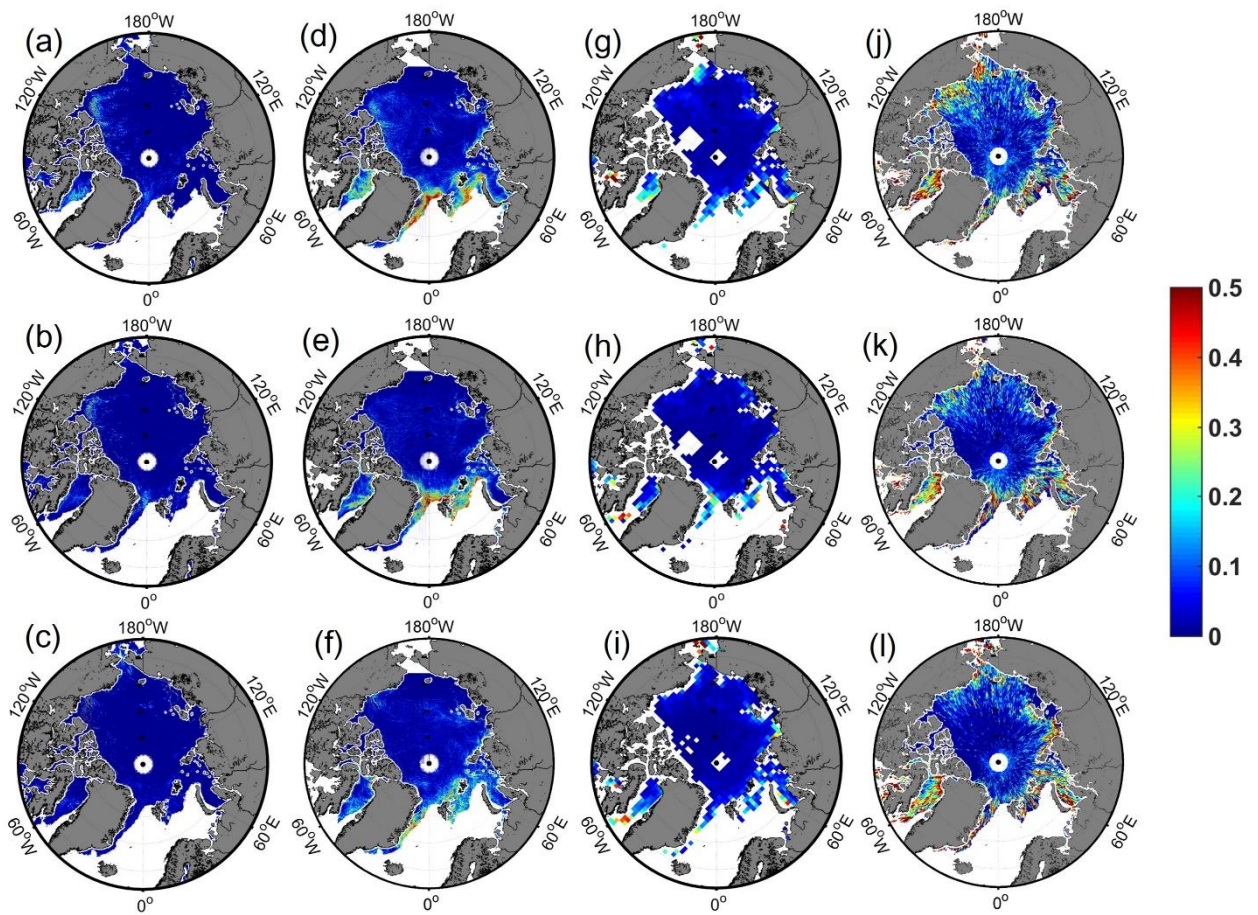 (a) 180°W 120°W 120°E 60°W 60°E 0°
(d) 180°W 120°W 120°E 60°W 60°E 0°
(g) 180°W 120°W 120°E 60°W 60°E 0°
(j) 180°W 120°W 120°E 60°W 60°E 0°
(b) 180°W 120°W 120°E 60°W 60°E 0°
(e) 180°W 120°W 120°E 60°W 60°E 0°
(h) 180°W 120°W 120°E 60°W 60°E 0°
(k) 180°W 120°W 120°E 60°W 60°E 0°
(c) 180°W 120°W 120°E 60°W 60°E 0°
(f) 180°W 120°W 120°E 60°W 60°E 0°
(i) 180°W 120°W 120°E 60°W 60°E 0°
(l) 180°W 120°W 120°E 60°W 60°E 0°
0.5
0.4
0.3
0.2
0.1
0